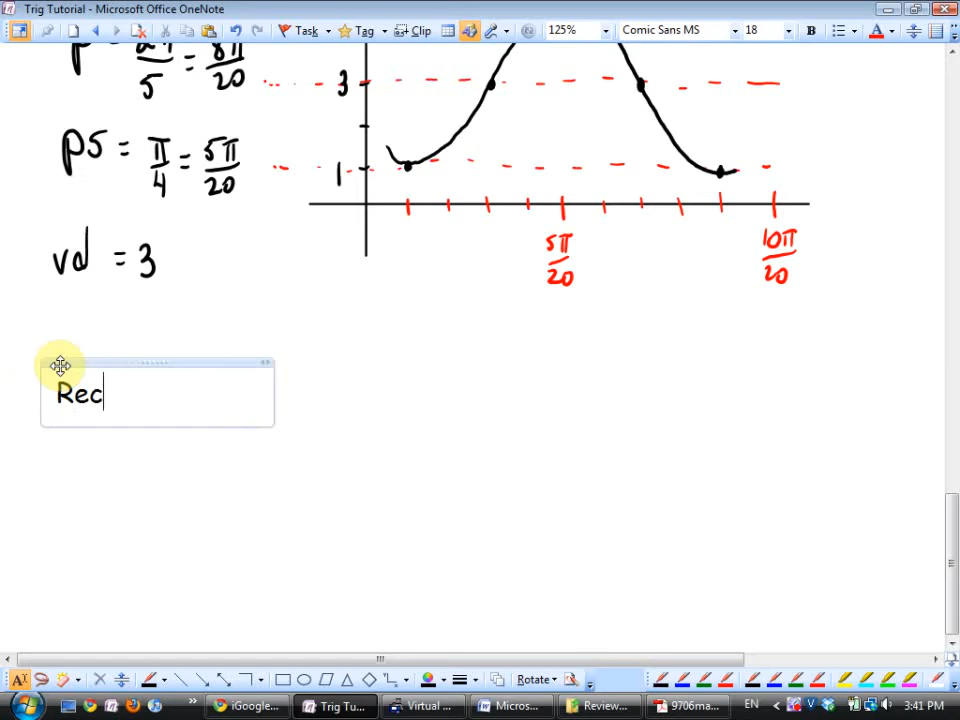 Trig Tutorial - Microsoft OneNote
Task
Tag
Clip
125%
Comic Sans MS
18
B
A
p = 2π/5 = 8π/20
3
ps = π/4 = 5π/20
1
5π/20
10π/20
vd = 3
Rec
Rotate
iGoogle...
Trig Tu...
Virtual ...
Micros...
Review...
9706ma...
EN
3:41 PM